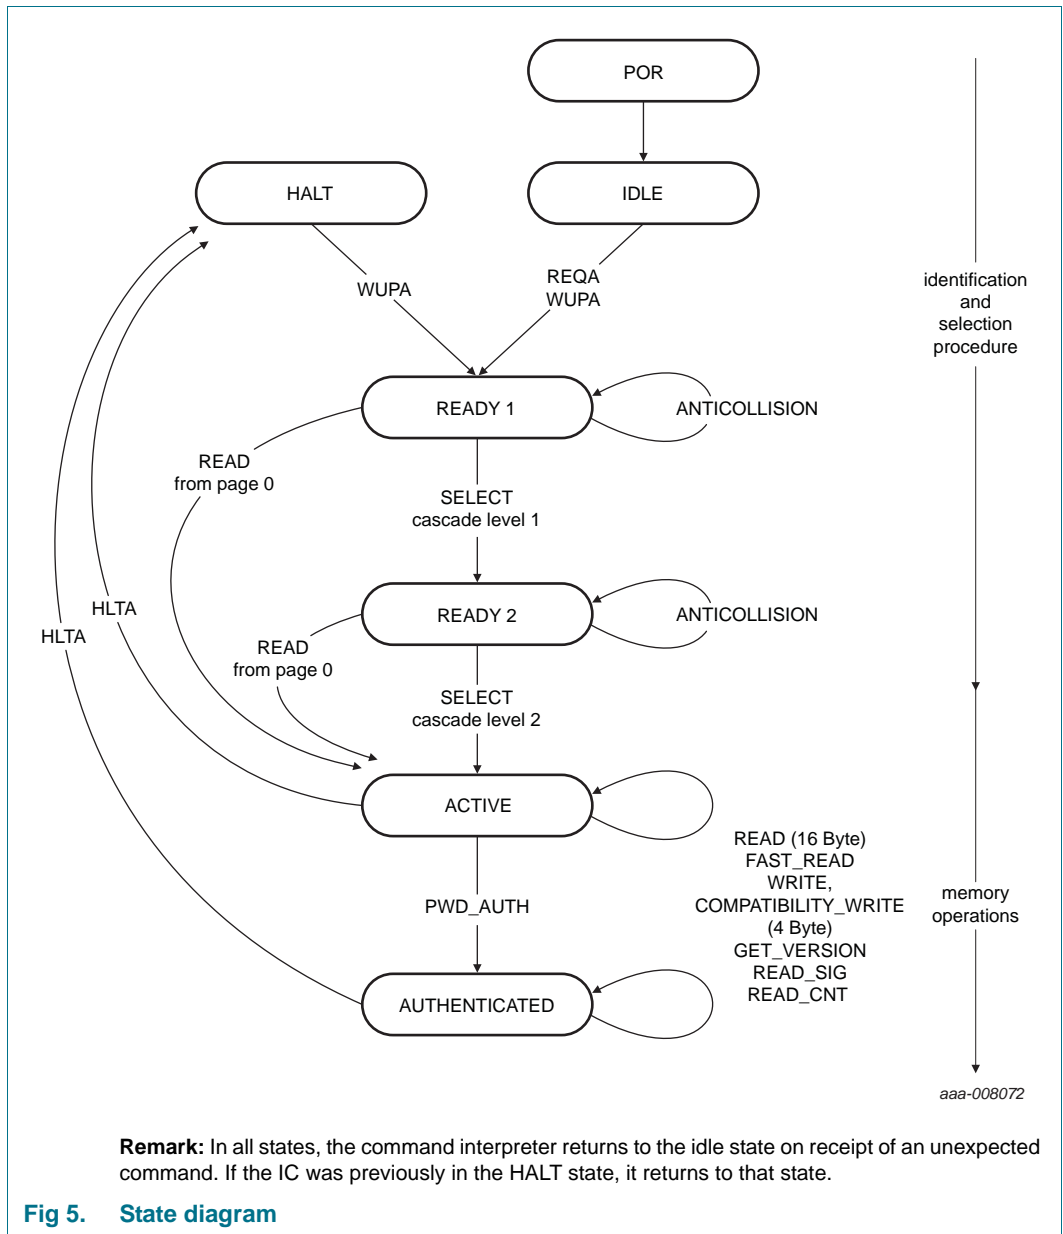 POR
HALT
IDLE
WUPA
REQA
WUPA
identification
and
selection
procedure
READY 1
ANTICOLLISION
READ
from page 0
SELECT
cascade level 1
HLTA
HLTA
READY 2
ANTICOLLISION
READ
from page 0
SELECT
cascade level 2
ACTIVE
READ (16 Byte)
FAST_READ
WRITE,
COMPATIBILITY_WRITE
(4 Byte)
GET_VERSION
READ_SIG
READ_CNT
memory
operations
PWD_AUTH
AUTHENTICATED
aaa-008072
Remark: In all states, the command interpreter returns to the idle state on receipt of an unexpected
command. If the IC was previously in the HALT state, it returns to that state.
Fig 5. State diagram